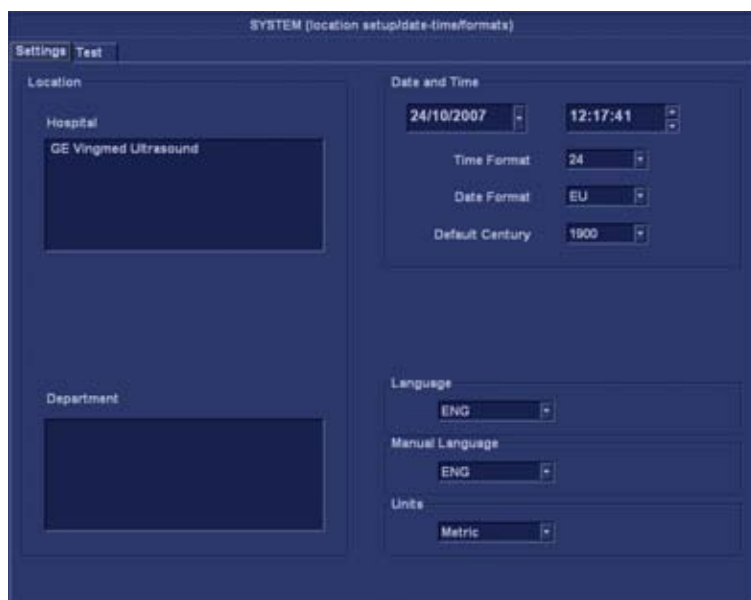 SYSTEM (location setup/date-time/formats)
Settings Test
Location
Hospital
GE Vingmed Ultrasound
Department
Date and Time
24/10/2007 12:17:41
Time Format 24
Date Format EU
Default Century 1900
Language
ENG
Manual Language
ENG
Units
Metric